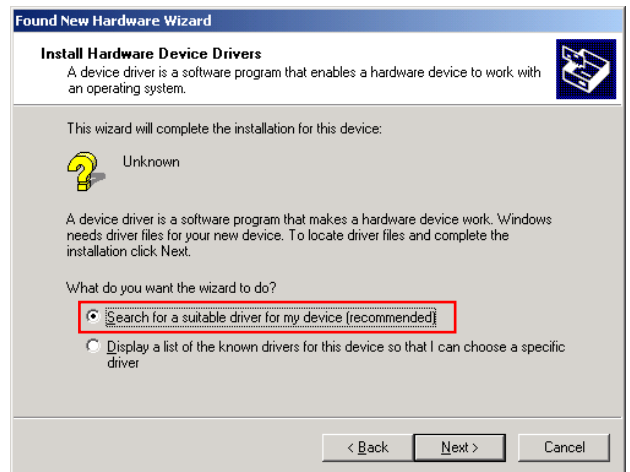 Found New Hardware Wizard
Install Hardware Device Drivers
A device driver is a software program that enables a hardware device to work with
an operating system.
This wizard will complete the installation for this device:
Unknown
A device driver is a software program that makes a hardware device work. Windows
needs driver files for your new device. To locate driver files and complete the
installation click Next.
What do you want the wizard to do?
Search for a suitable driver for my device (recommended)
Display a list of the known drivers for this device so that I can choose a specific
driver
< Back
Next >
Cancel